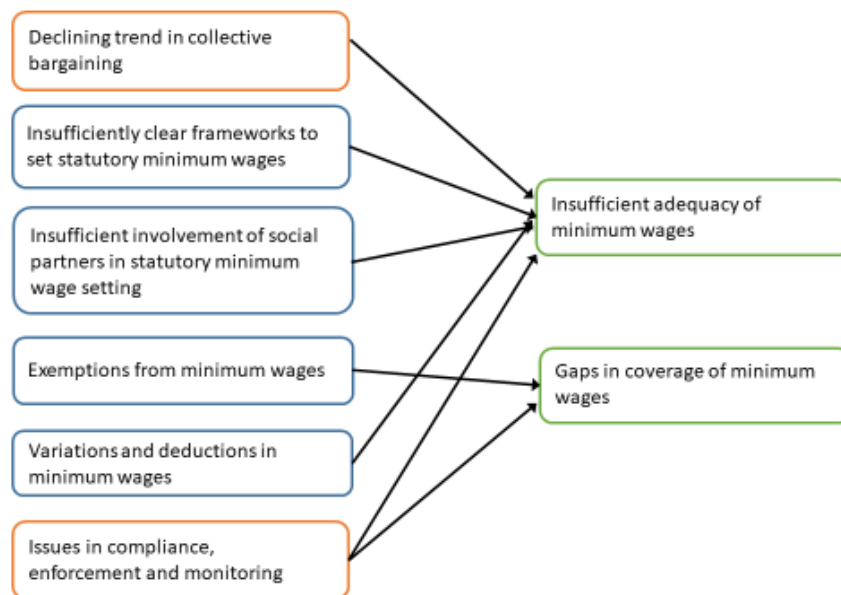 Declining trend in collective
bargaining
Insufficiently clear frameworks to
set statutory minimum wages
Insufficient involvement of social
partners in statutory minimum
wage setting
Exemptions from minimum wages
Variations and deductions in
minimum wages
Issues in compliance,
enforcement and monitoring
Insufficient adequacy of
minimum wages
Gaps in coverage of minimum
wages